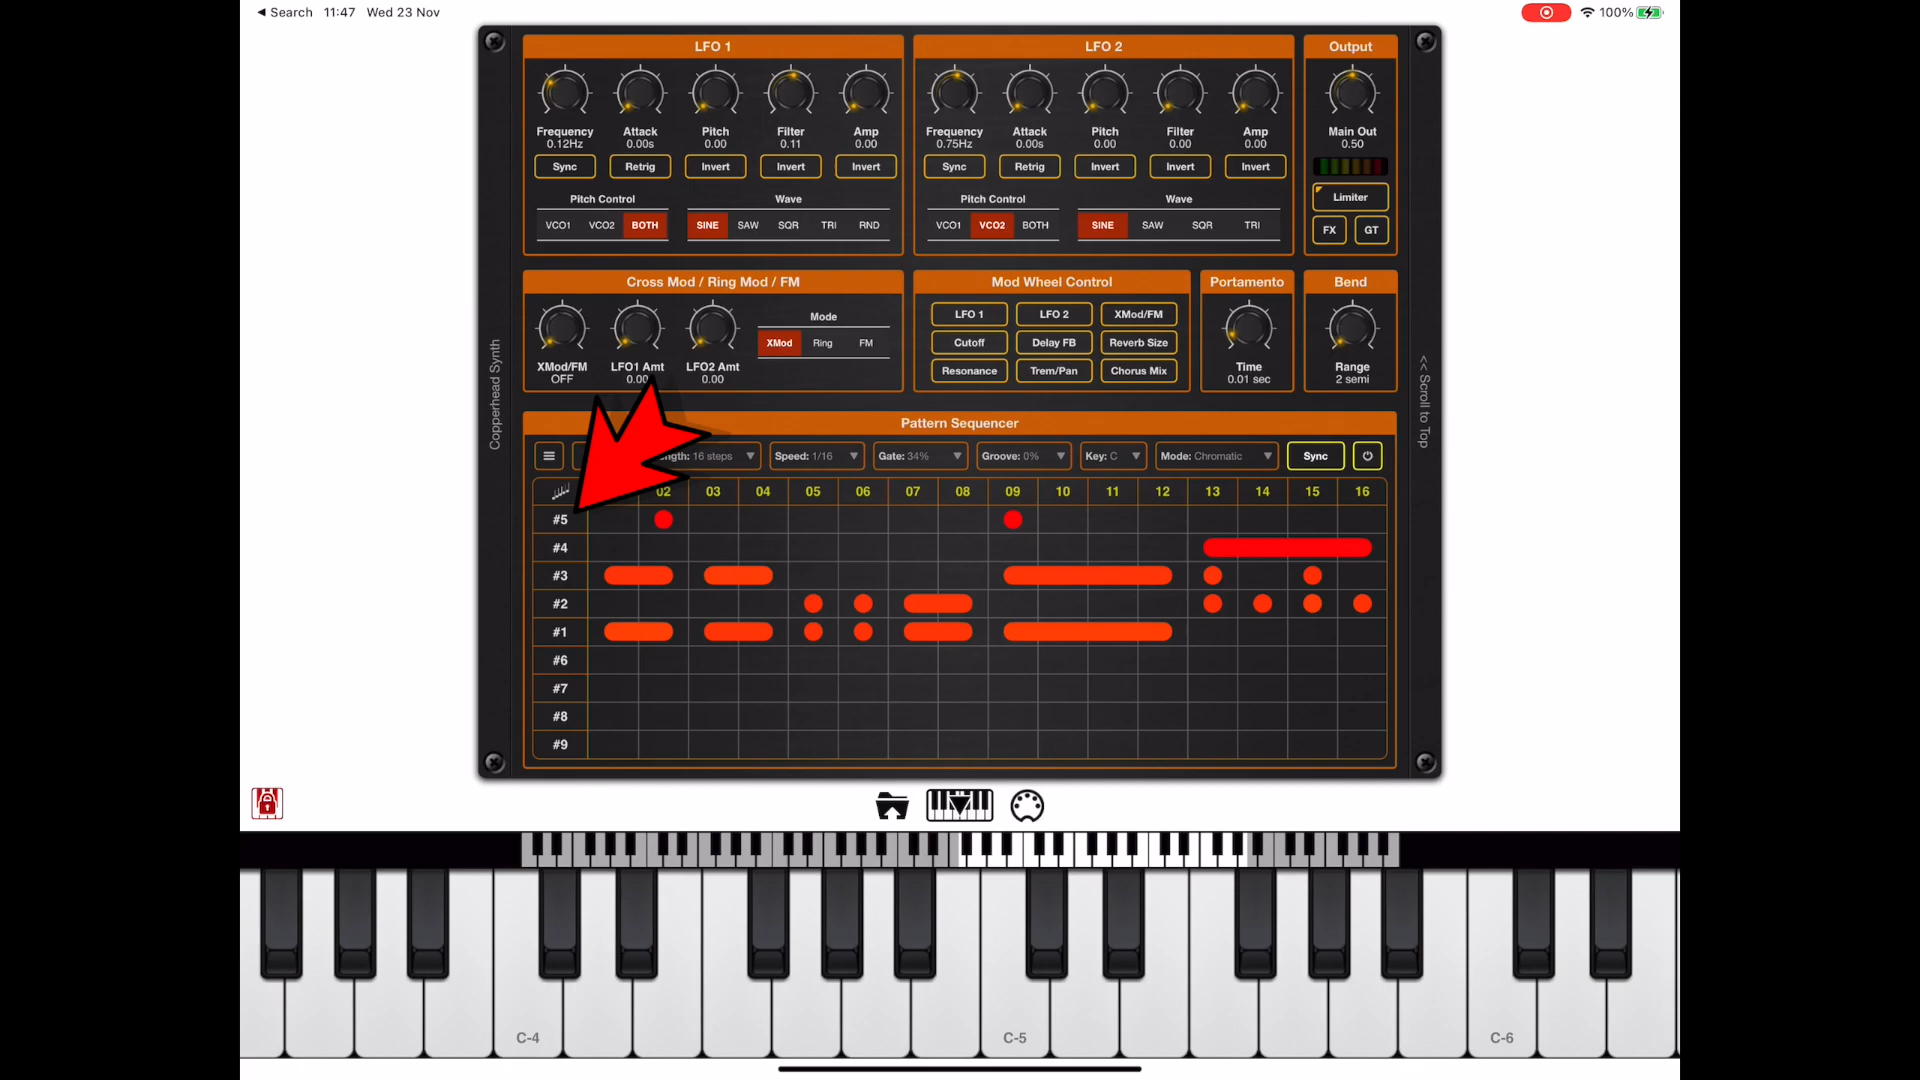 ◀ Search 11:47 Wed 23 Nov 100%
LFO 1 LFO 2 Output
Frequency Attack Pitch Filter Amp Frequency Attack Pitch Filter Amp Main Out
0.12Hz 0.00s 0.00 0.11 0.00 0.75Hz 0.00s 0.00 0.00 0.00 0.50
Sync Retrig Invert Invert Invert Sync Retrig Invert Invert Invert
Limiter
Pitch Control Wave Pitch Control Wave
VCO1 VCO2 BOTH SINE SAW SQR TRI RND VCO1 VCO2 BOTH SINE SAW SQR TRI FX GT
Cross Mod / Ring Mod / FM Mod Wheel Control Portamento Bend
Mode LFO 1 LFO 2 XMod/FM
XMod Ring FM Cutoff Delay FB Reverb Size
XMod/FM LFO1 Amt LFO2 Amt Resonance Trem/Pan Chorus Mix Time Range
OFF 0.00 0.00 0.01 sec 2 semi
Copperhead Synth
<< Scroll to Top
Pattern Sequencer
16 steps Speed: 1/16 Gate: 34% Groove: 0% Key: C Mode: Chromatic Sync
02 03 04 05 06 07 08 09 10 11 12 13 14 15 16
#5
#4
#3
#2
#1
#6
#7
#8
#9
C-4 C-5 C-6